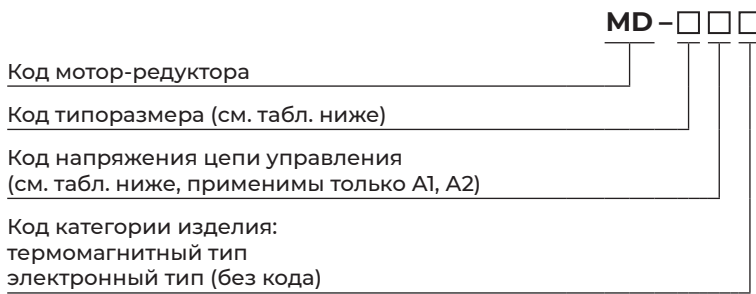 MD – □ □ □
Код мотор-редуктора
Код типоразмера (см. табл. ниже)
Код напряжения цепи управления
(см. табл. ниже, применимы только А1, А2)
Код категории изделия:
термомагнитный тип
электронный тип (без кода)